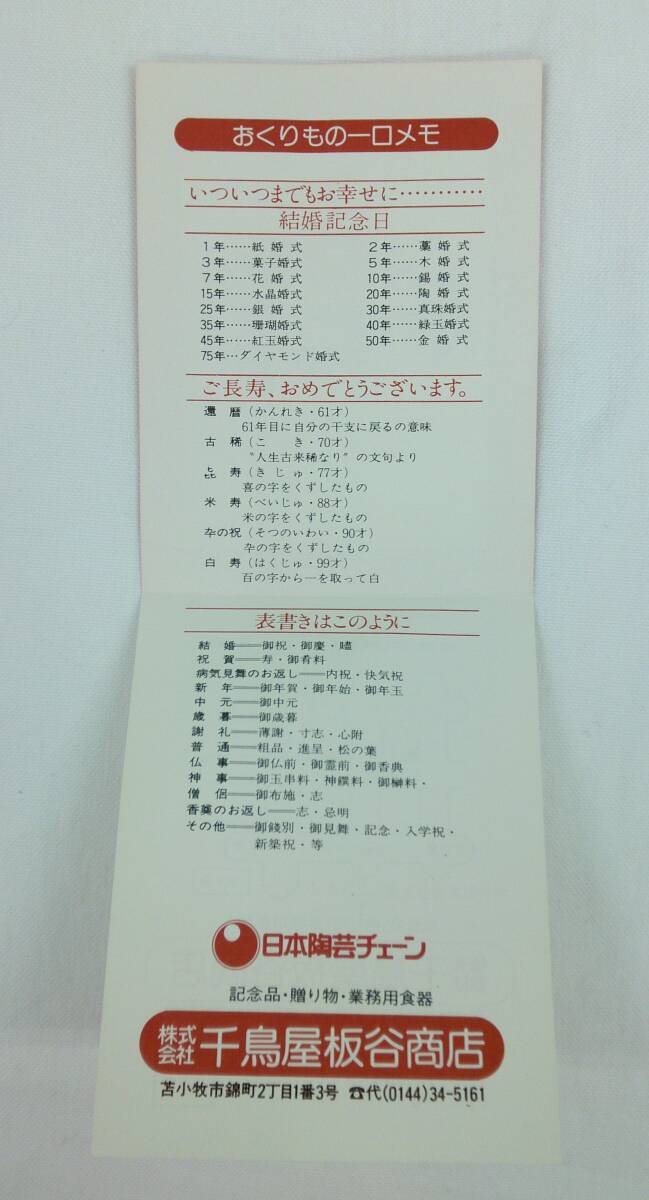 おくりもの一口メモ
いついつまでもお幸せに…………
結婚記念日
1年……紙婚式 2年……藁婚式
3年……菓子婚式 5年……木婚式
7年……花婚式 10年……錫婚式
15年……水晶婚式 20年……陶婚式
25年……銀婚式 30年……真珠婚式
35年……珊瑚婚式 40年……緑玉婚式
45年……紅玉婚式 50年……金婚式
75年…ダイヤモンド婚式
ご長寿、おめでとうございます。
還暦(かんれき・61才)
61年目に自分の干支に戻るの意味
古稀(こき・70才)
“人生古来稀なり”の文句より
㐂寿(きじゅ・77才)
喜の字をくずしたもの
米寿(べいじゅ・88才)
米の字をくずしたもの
卆の祝(そつのいわい・90才)
卆の字をくずしたもの
白寿(はくじゅ・99才)
百の字から一を取って白
表書きはこのように
結婚──御祝・御慶・囍
祝賀──寿・御肴料
病気見舞のお返し──内祝・快気祝
新年──御年賀・御年始・御年玉
中元──御中元
歳暮──御歳暮
謝礼──薄謝・寸志・心附
普通──粗品・進呈・松の葉
仏事──御仏前・御霊前・御香典
神事──御玉串料・神饌料・御榊料・
僧侶──御布施・志
香奠のお返し──志・忌明
その他──御餞別・御見舞・記念・入学祝・
新築祝・等
日本陶芸チェーン
記念品・贈り物・業務用食器
株式会社 千鳥屋板谷商店
苫小牧市錦町2丁目1番3号 ☎代(0144)34-5161